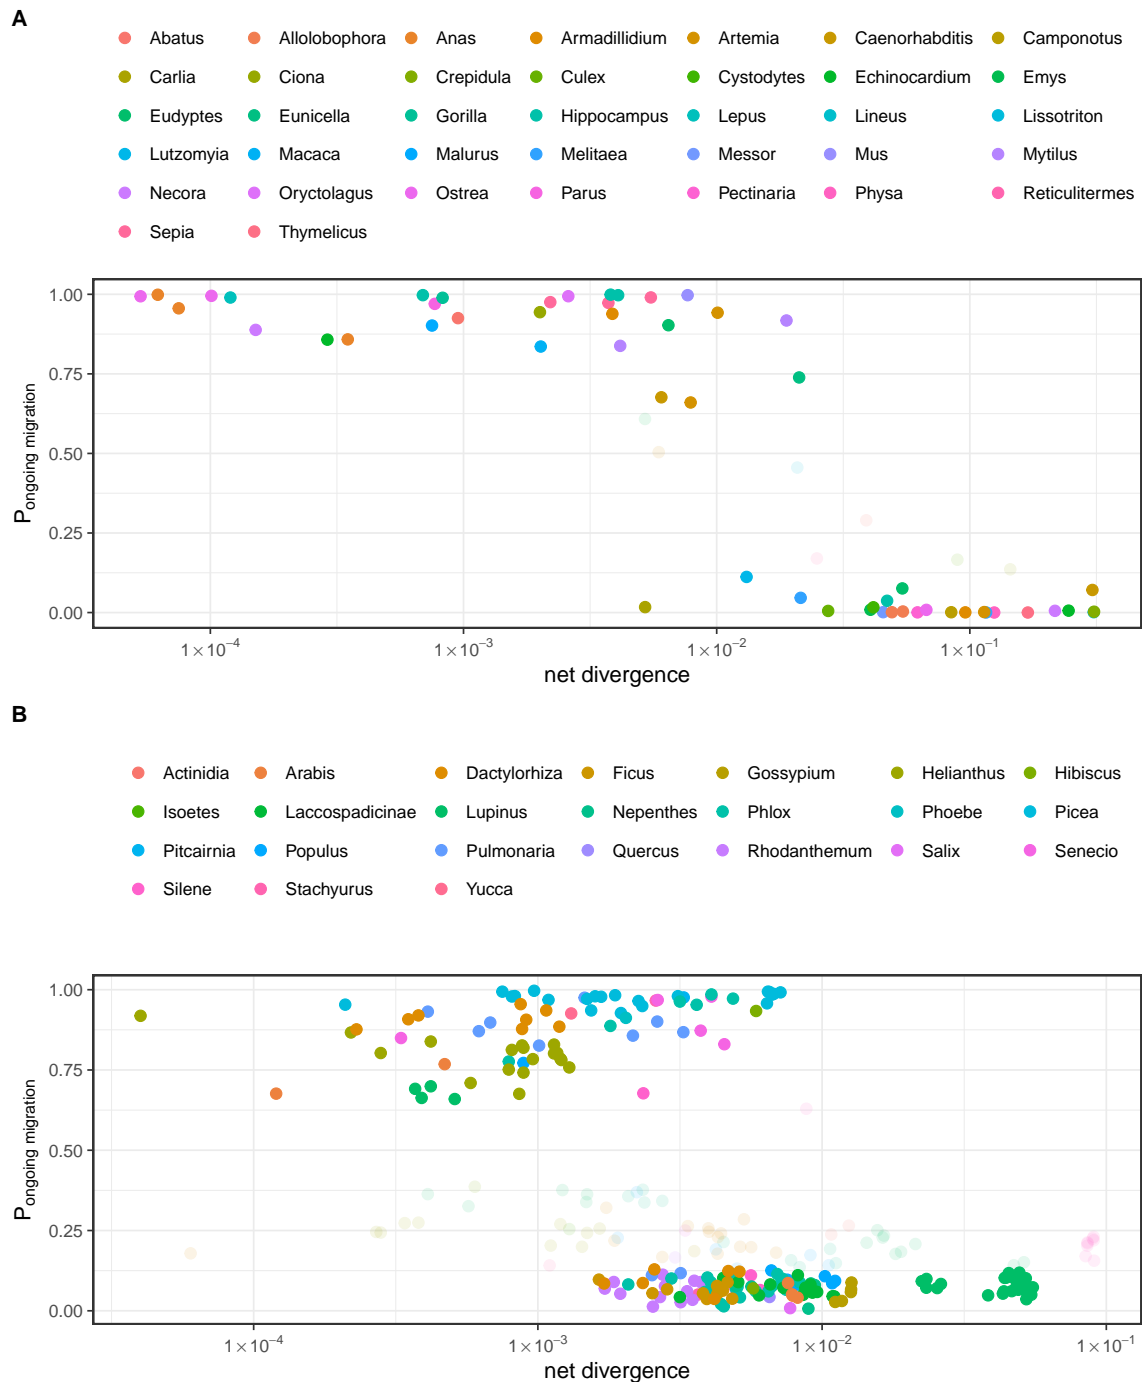 A
Abatus Allolobophora Anas Armadillidium Artemia Caenorhabditis Camponotus
Carlia Ciona Crepidula Culex Cystodytes Echinocardium Emys
Eudyptes Eunicella Gorilla Hippocampus Lepus Lineus Lissotriton
Lutzomyia Macaca Malurus Melitaea Messor Mus Mytilus
Necora Oryctolagus Ostrea Parus Pectinaria Physa Reticulitermes
Sepia Thymelicus
1.00
0.75
0.50
0.25
0.00
P ongoing migration
1×10⁻⁴ 1×10⁻³ 1×10⁻² 1×10⁻¹
net divergence
B
Actinidia Arabis Dactylorhiza Ficus Gossypium Helianthus Hibiscus
Isoetes Laccospadicinae Lupinus Nepenthes Phlox Phoebe Picea
Pitcairnia Populus Pulmonaria Quercus Rhodanthemum Salix Senecio
Silene Stachyurus Yucca
1.00
0.75
0.50
0.25
0.00
P ongoing migration
1×10⁻⁴ 1×10⁻³ 1×10⁻² 1×10⁻¹
net divergence